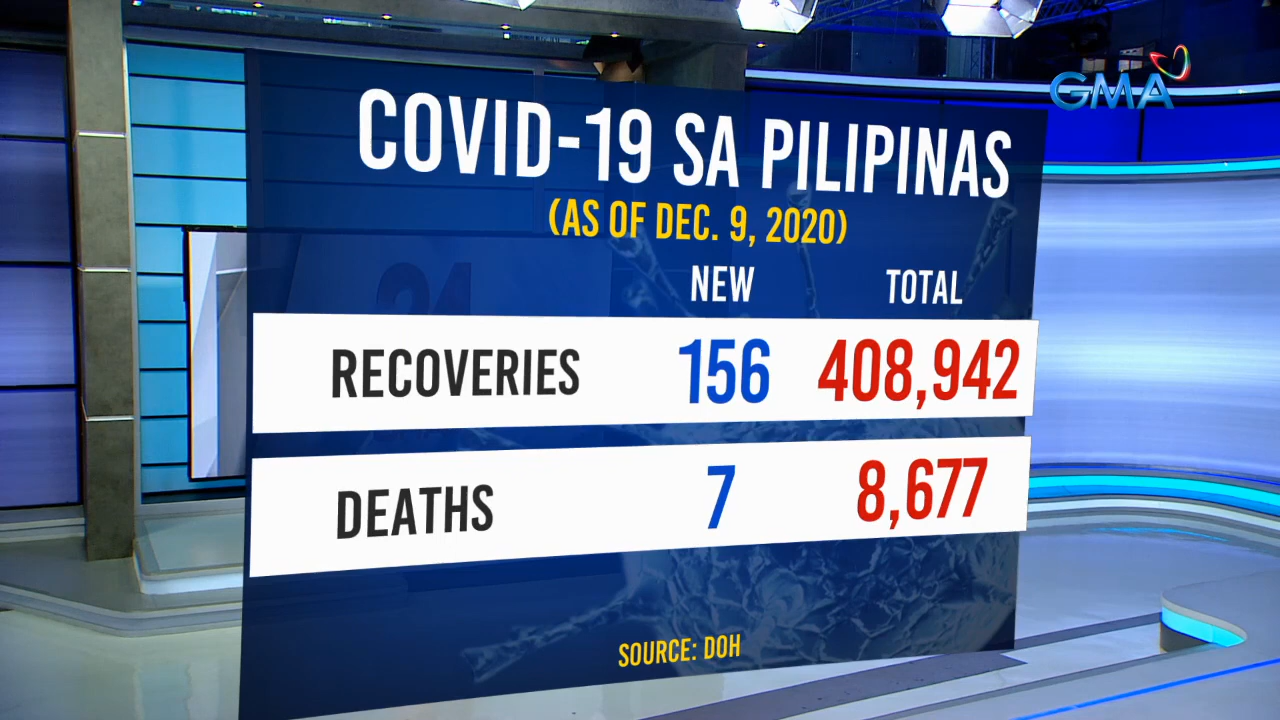 GMA
COVID-19 SA PILIPINAS
(AS OF DEC. 9, 2020)
NEW TOTAL
RECOVERIES 156 408,942
DEATHS 7 8,677
SOURCE: DOH